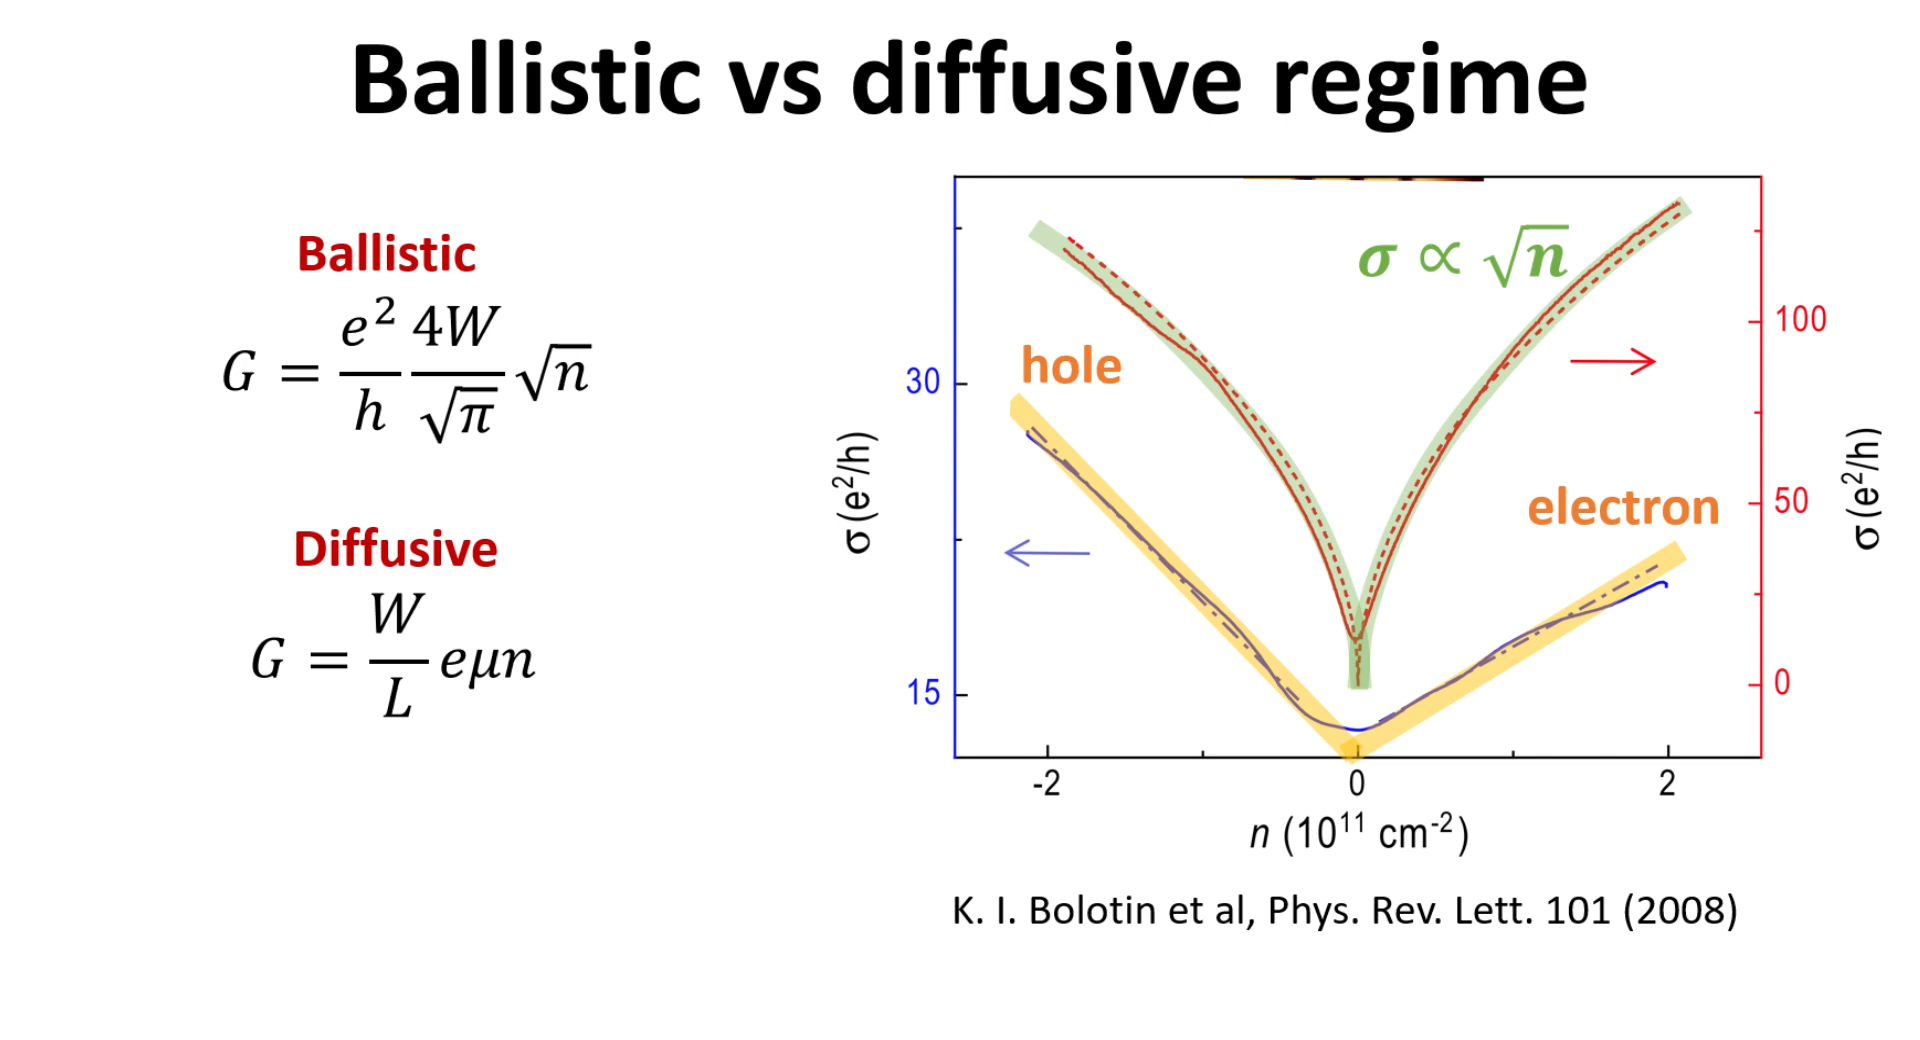 Ballistic vs diffusive regime
Ballistic
G = e²/h 4W/√π √n
Diffusive
G = W/L eμn
σ ∝ √n
hole
electron
30
15
σ (e²/h)
100
50
0
σ (e²/h)
-2 0 2
n (10¹¹ cm⁻²)
K. I. Bolotin et al, Phys. Rev. Lett. 101 (2008)